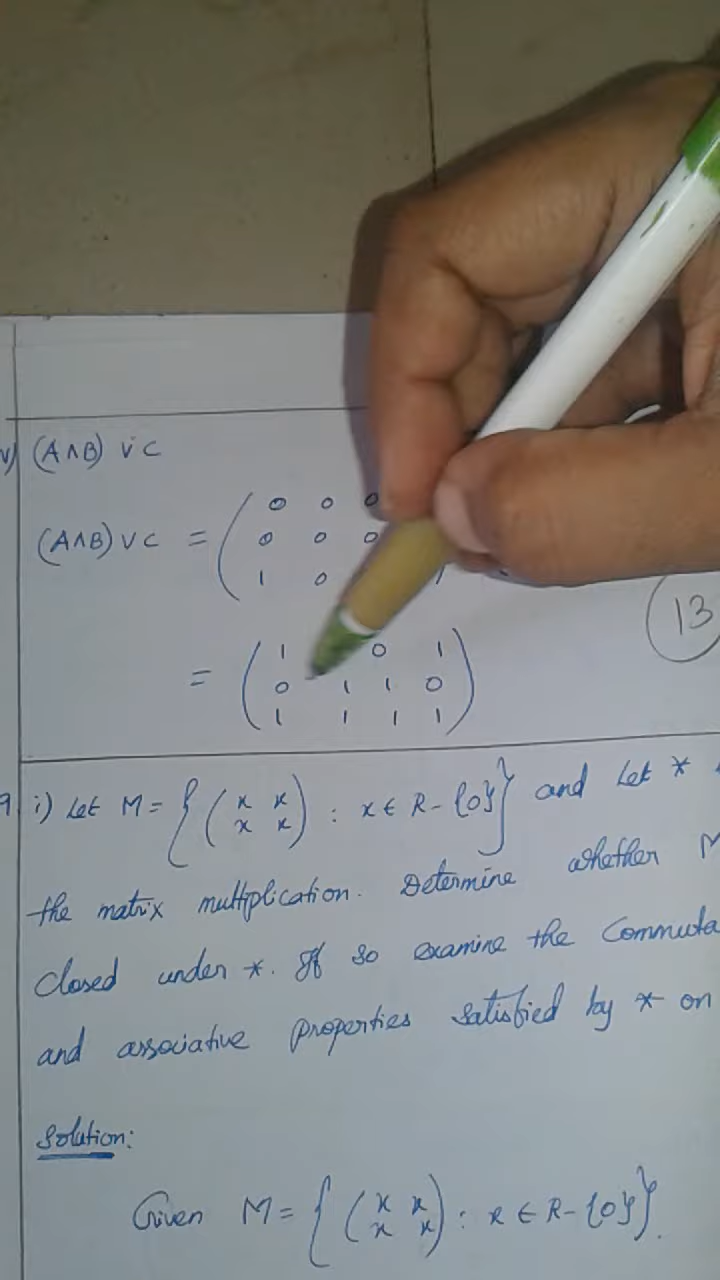 v) (A∧B) ∨ C
(A∧B) ∨ C = ( 0 0 0
0 0 0
1 0 1
13
= ( 1 0 1 )
0 1 1 0
1 1 1 1
9. i) Let M = { ( x x : x ∈ R - {0} } and let *
x x )
the matrix multiplication. Determine whether M
closed under *. If so examine the Commuta
and associative properties satisfied by * on
Solution:
Given M = { ( x x : x ∈ R - {0} }.
x x )